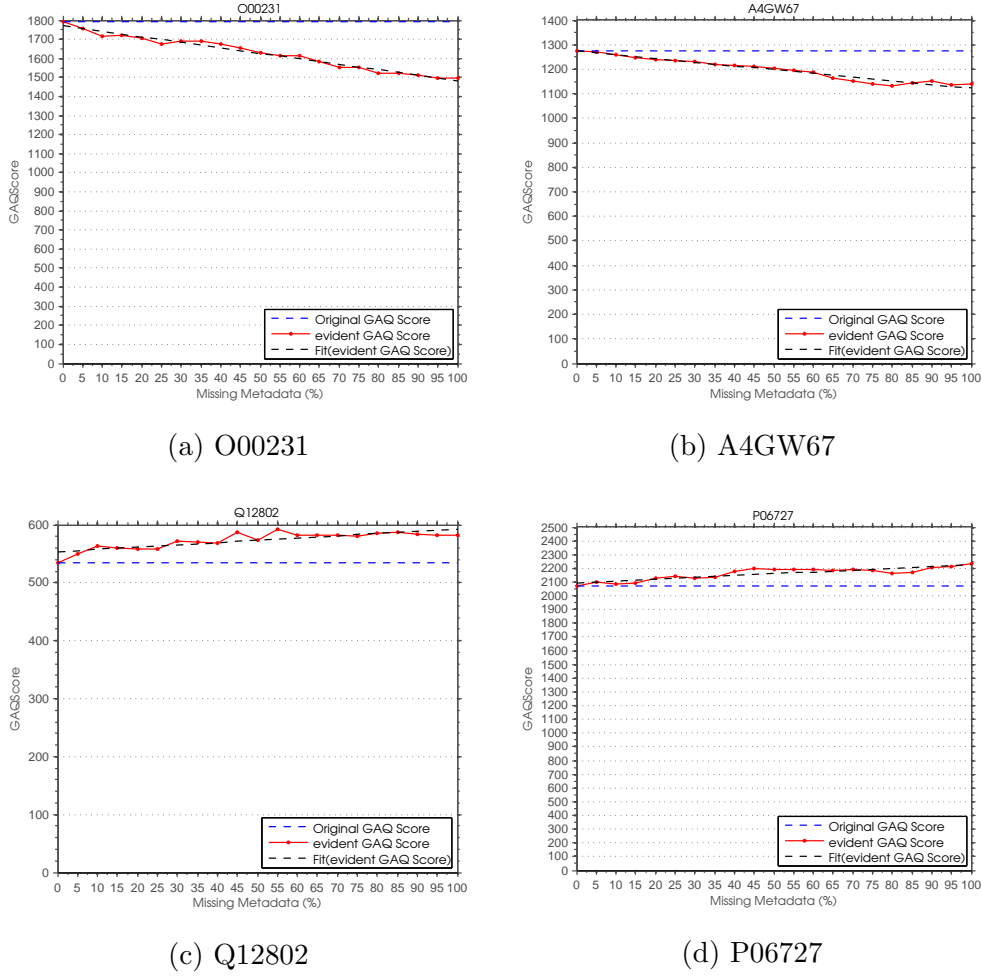 O00231
1800
1700
1600
1500
1400
1300
1200
1100
1000
900
800
700
600
500
400
300
200
100
0
GAQScore
Original GAQ Score
evident GAQ Score
Fit(evident GAQ Score)
0 5 10 15 20 25 30 35 40 45 50 55 60 65 70 75 80 85 90 95 100
Missing Metadata (%)
(a) O00231
A4GW67
1400
1300
1200
1100
1000
900
800
700
600
500
400
300
200
100
0
GAQScore
Original GAQ Score
evident GAQ Score
Fit(evident GAQ Score)
0 5 10 15 20 25 30 35 40 45 50 55 60 65 70 75 80 85 90 95 100
Missing Metadata (%)
(b) A4GW67
Q12802
600
500
400
300
200
100
0
GAQScore
Original GAQ Score
evident GAQ Score
Fit(evident GAQ Score)
0 5 10 15 20 25 30 35 40 45 50 55 60 65 70 75 80 85 90 95 100
Missing Metadata (%)
(c) Q12802
P06727
2500
2400
2300
2200
2100
2000
1900
1800
1700
1600
1500
1400
1300
1200
1100
1000
900
800
700
600
500
400
300
200
100
0
GAQScore
Original GAQ Score
evident GAQ Score
Fit(evident GAQ Score)
0 5 10 15 20 25 30 35 40 45 50 55 60 65 70 75 80 85 90 95 100
Missing Metadata (%)
(d) P06727